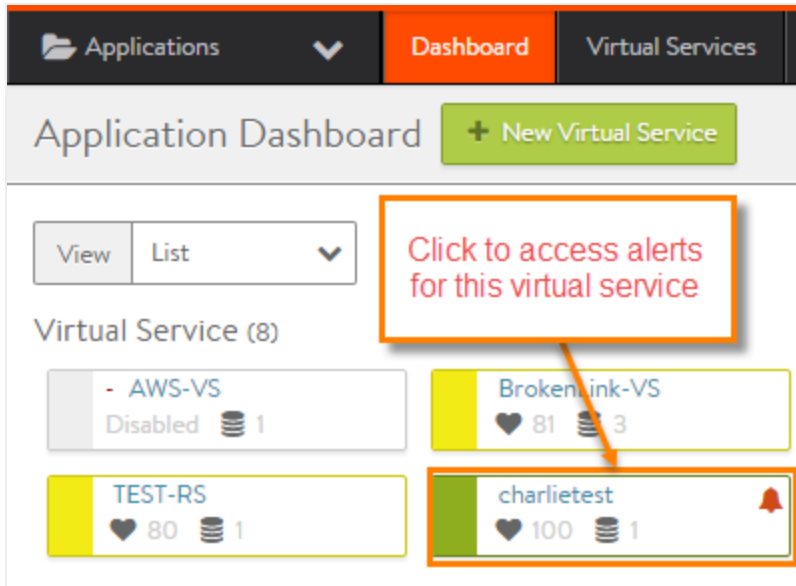 Applications
Dashboard
Virtual Services
Application Dashboard
+ New Virtual Service
View
List
Click to access alerts
for this virtual service
Virtual Service (8)
- AWS-VS
Disabled 1
BrokenLink-VS
81 3
TEST-RS
80 1
charlietest
100 1